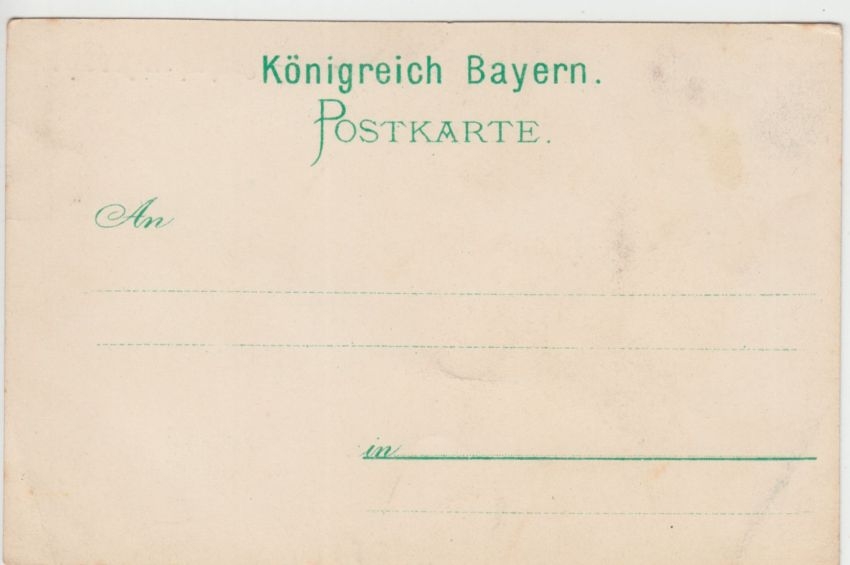 Königreich Bayern.
POSTKARTE.
An
in